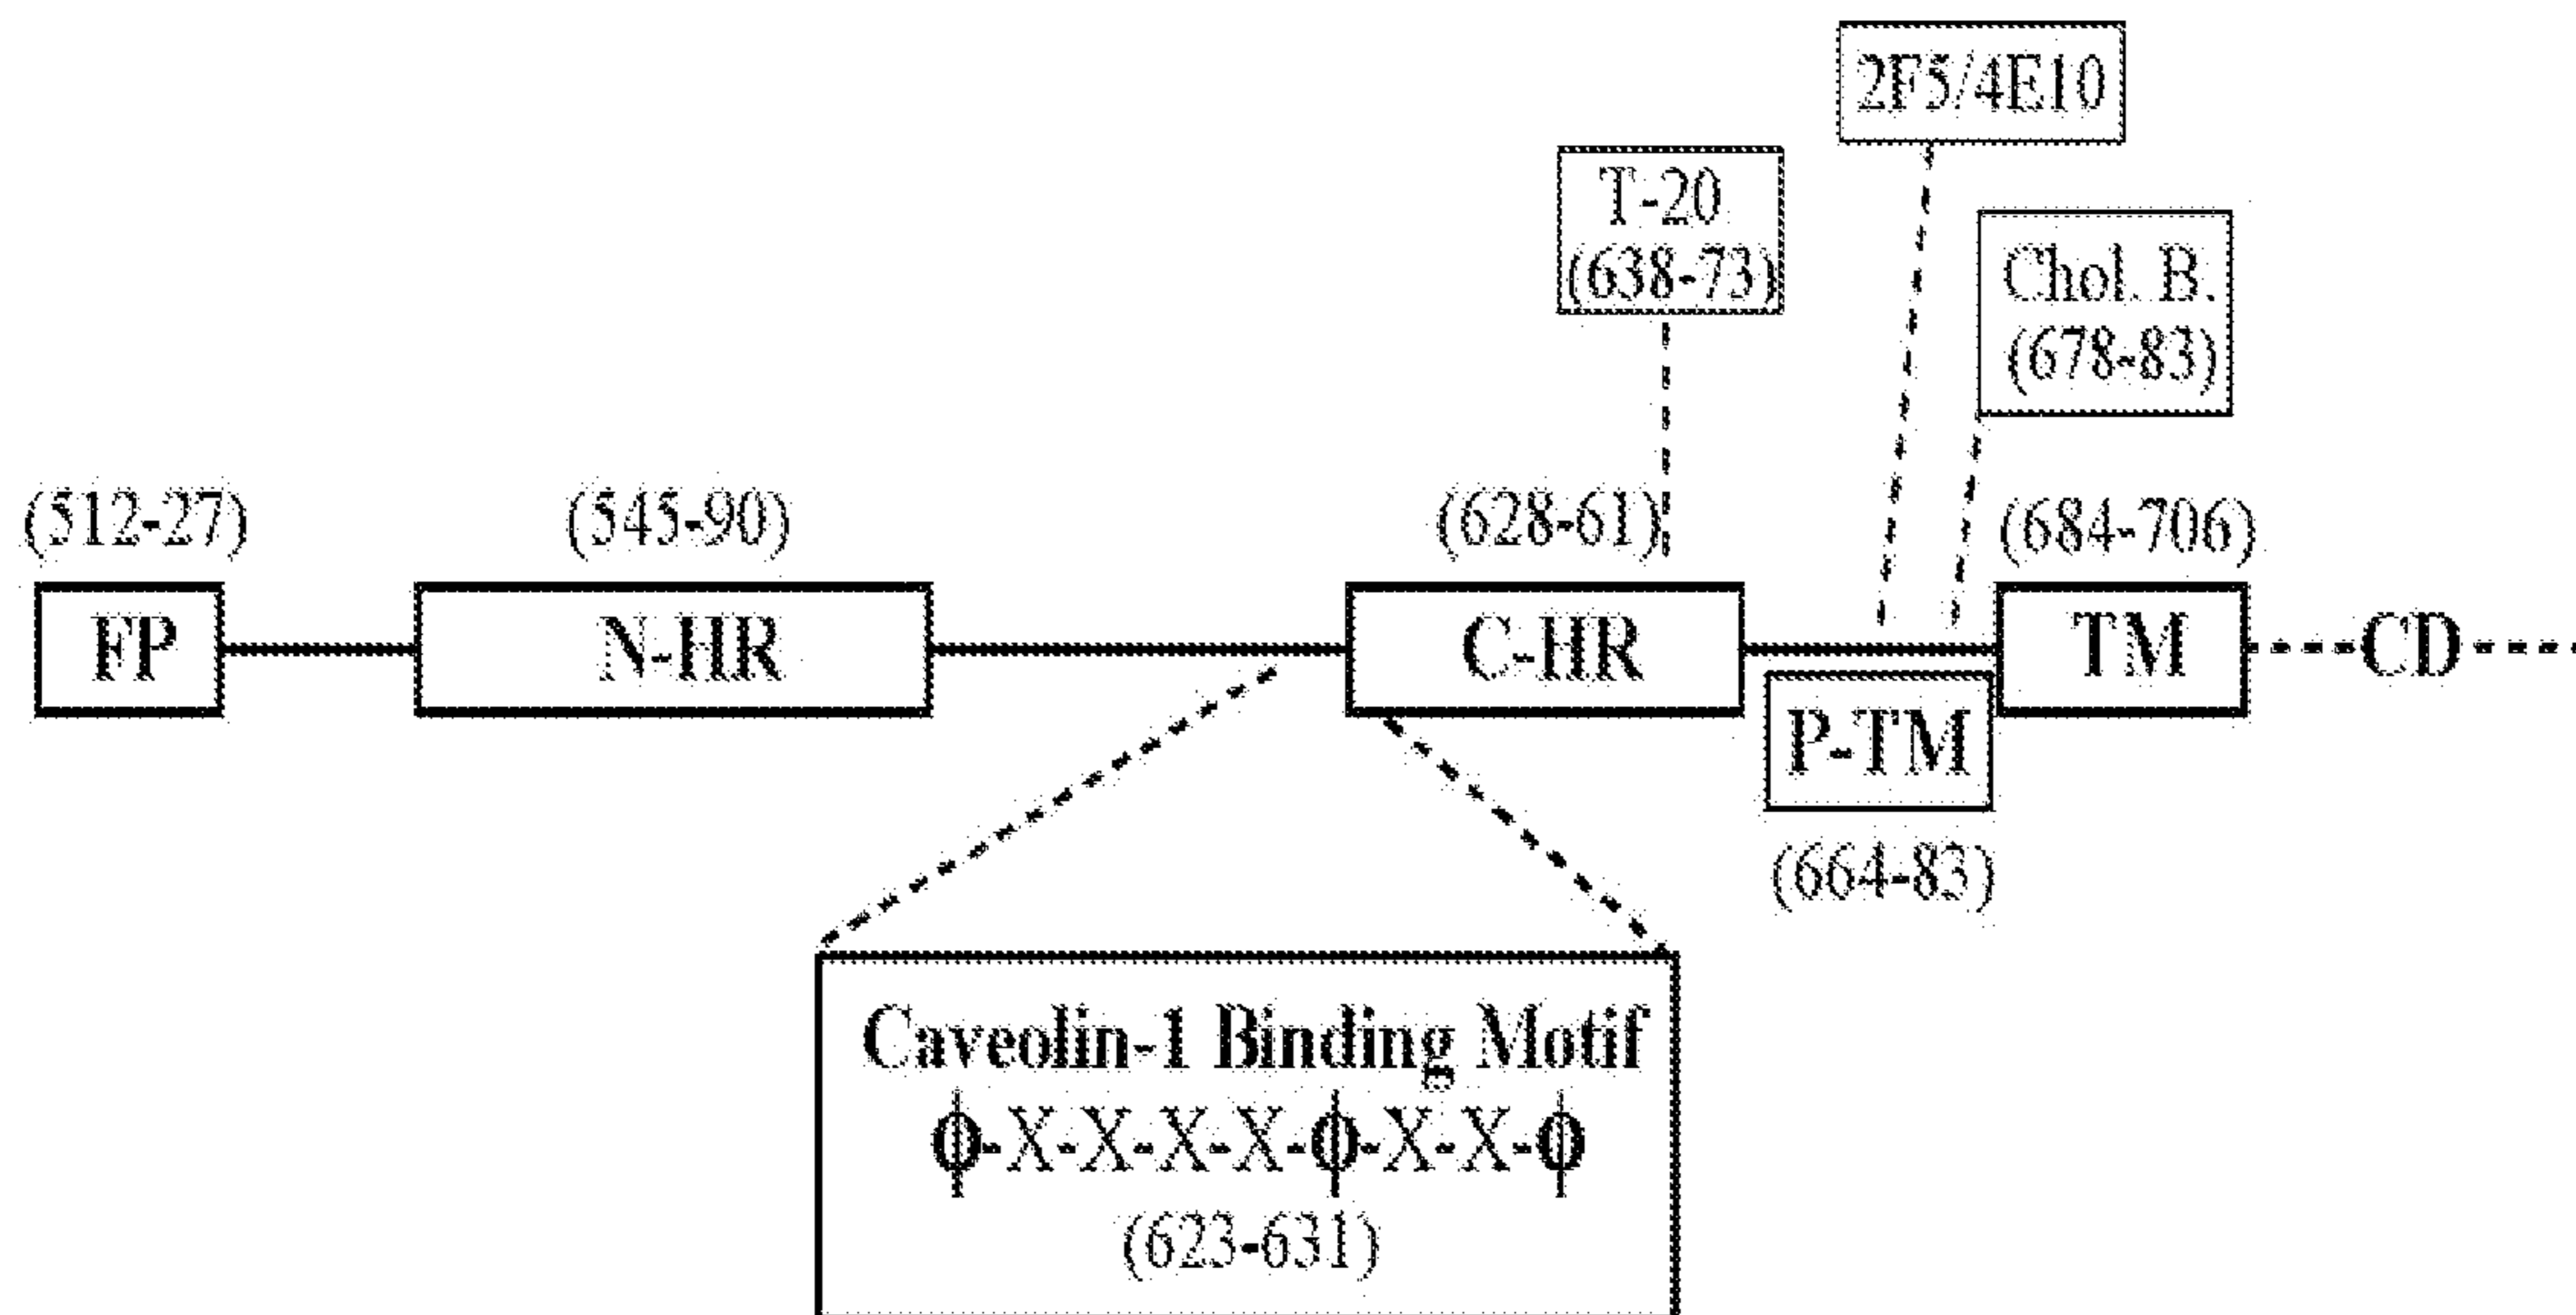 2F5/4E10
T-20
(638-73)
Chol. B.
(678-83)
(512-27)
(545-90)
(628-61)
(684-706)
FP
N-HR
C-HR
TM
CD
P-TM
(664-83)
Caveolin-1 Binding Motif
ϕ-X-X-X-X-ϕ-X-X-ϕ
(623-631)